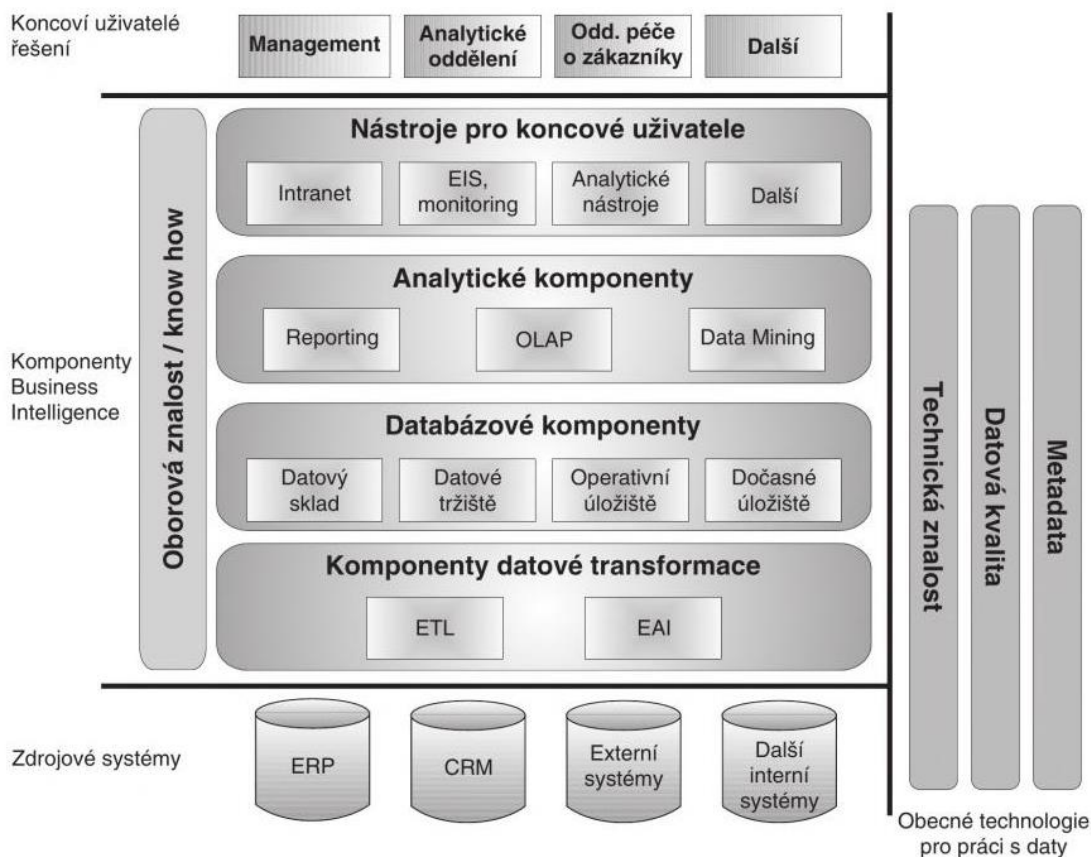 Koncoví uživatelé
řešení
Management
Analytické
oddělení
Odd. péče
o zákazníky
Další
Nástroje pro koncové uživatele
Intranet
EIS,
monitoring
Analytické
nástroje
Další
Analytické komponenty
Reporting
OLAP
Data Mining
Komponenty
Business
Intelligence
Oborová znalost / know how
Databázové komponenty
Datový
sklad
Datové
tržiště
Operativní
úložiště
Dočasné
úložiště
Komponenty datové transformace
ETL
EAI
Technická znalost
Datová kvalita
Metadata
Zdrojové systémy
ERP
CRM
Externí
systémy
Další
interní
systémy
Obecné technologie
pro práci s daty